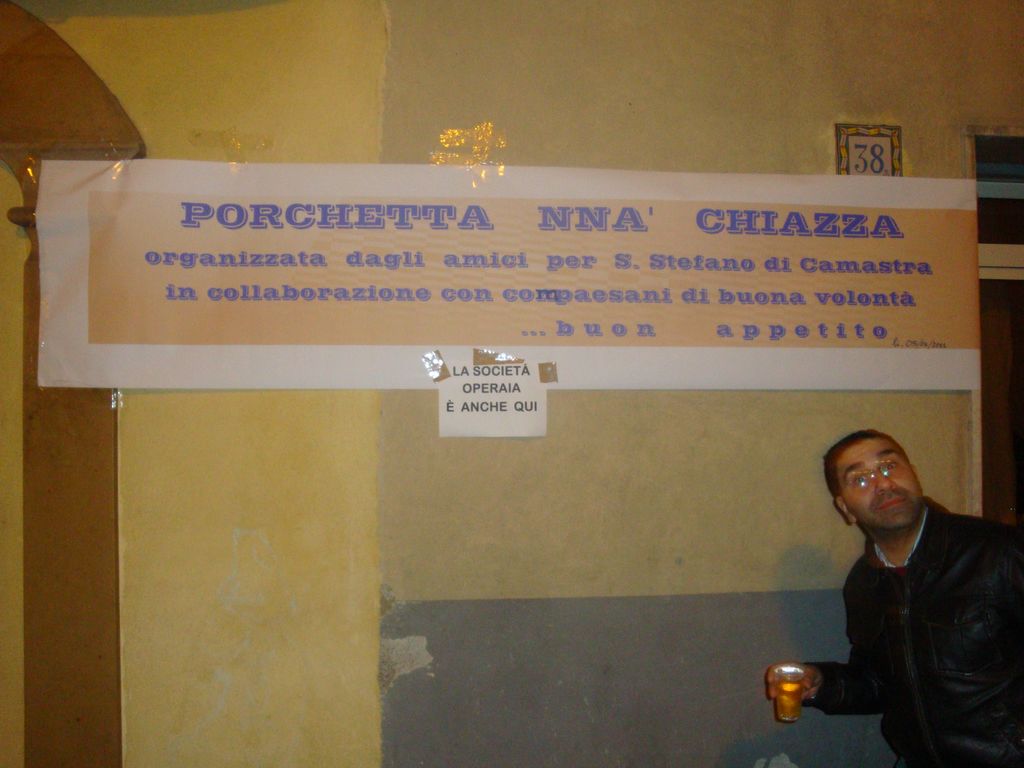 38
PORCHETTA NNA' CHIAZZA
organizzata dagli amici per S. Stefano di Camastra
in collaborazione con compaesani di buona volontà
... buon appetito
LA SOCIETÀ
OPERAIA
È ANCHE QUI